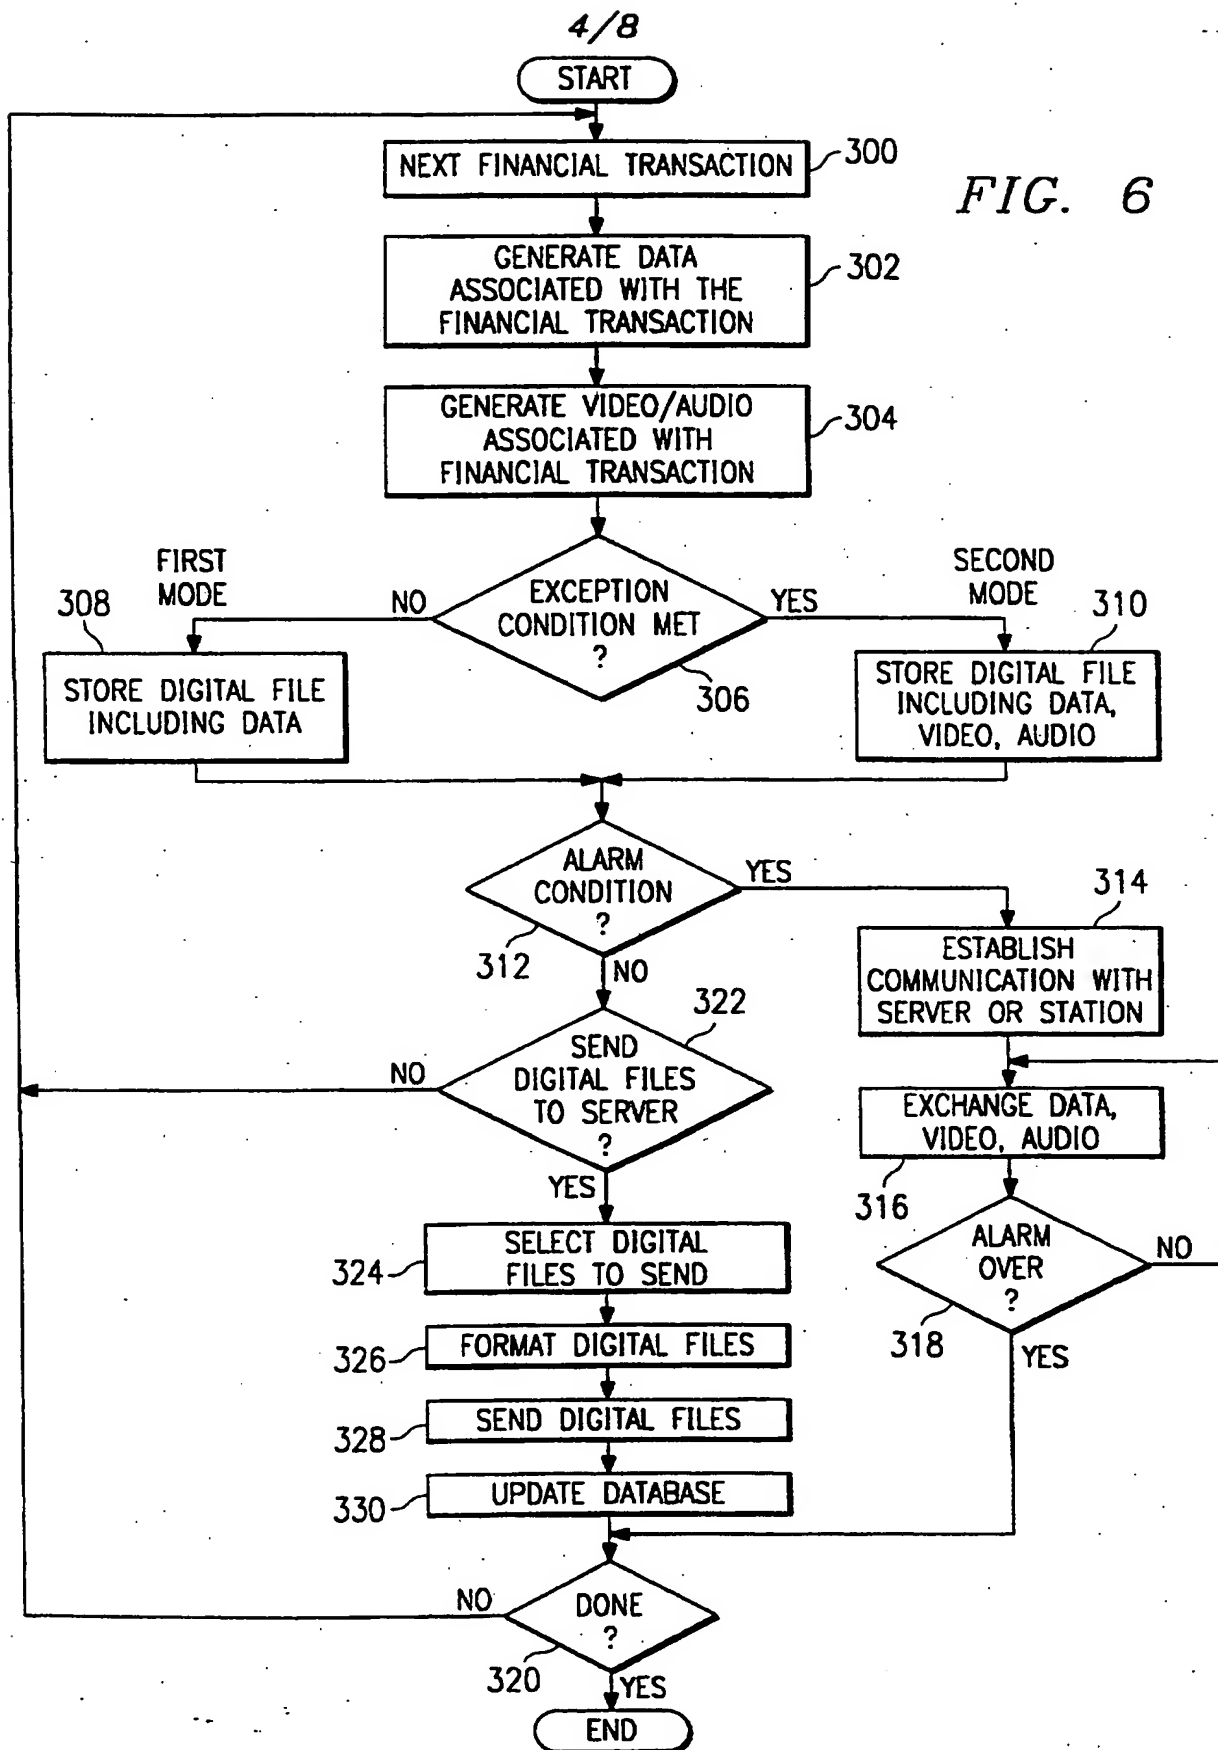 4/8
START
NEXT FINANCIAL TRANSACTION
300
FIG. 6
GENERATE DATA
ASSOCIATED WITH THE
FINANCIAL TRANSACTION
302
GENERATE VIDEO/AUDIO
ASSOCIATED WITH
FINANCIAL TRANSACTION
304
FIRST
MODE
NO
EXCEPTION
CONDITION MET
?
306
YES
SECOND
MODE
308
STORE DIGITAL FILE
INCLUDING DATA
310
STORE DIGITAL FILE
INCLUDING DATA,
VIDEO, AUDIO
ALARM
CONDITION
?
312
YES
NO
314
ESTABLISH
COMMUNICATION WITH
SERVER OR STATION
322
SEND
DIGITAL FILES
TO SERVER
?
NO
YES
EXCHANGE DATA,
VIDEO, AUDIO
316
ALARM
OVER
?
318
NO
YES
324
SELECT DIGITAL
FILES TO SEND
326
FORMAT DIGITAL FILES
328
SEND DIGITAL FILES
330
UPDATE DATABASE
NO
DONE
?
320
YES
END